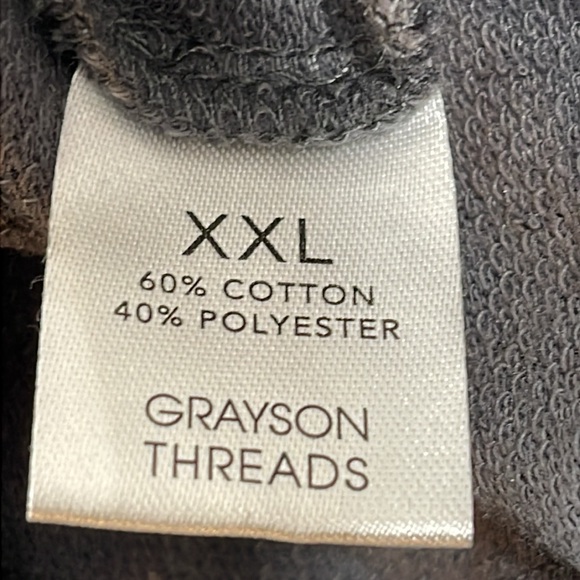 XXL
60% COTTON
40% POLYESTER
GRAYSON
THREADS